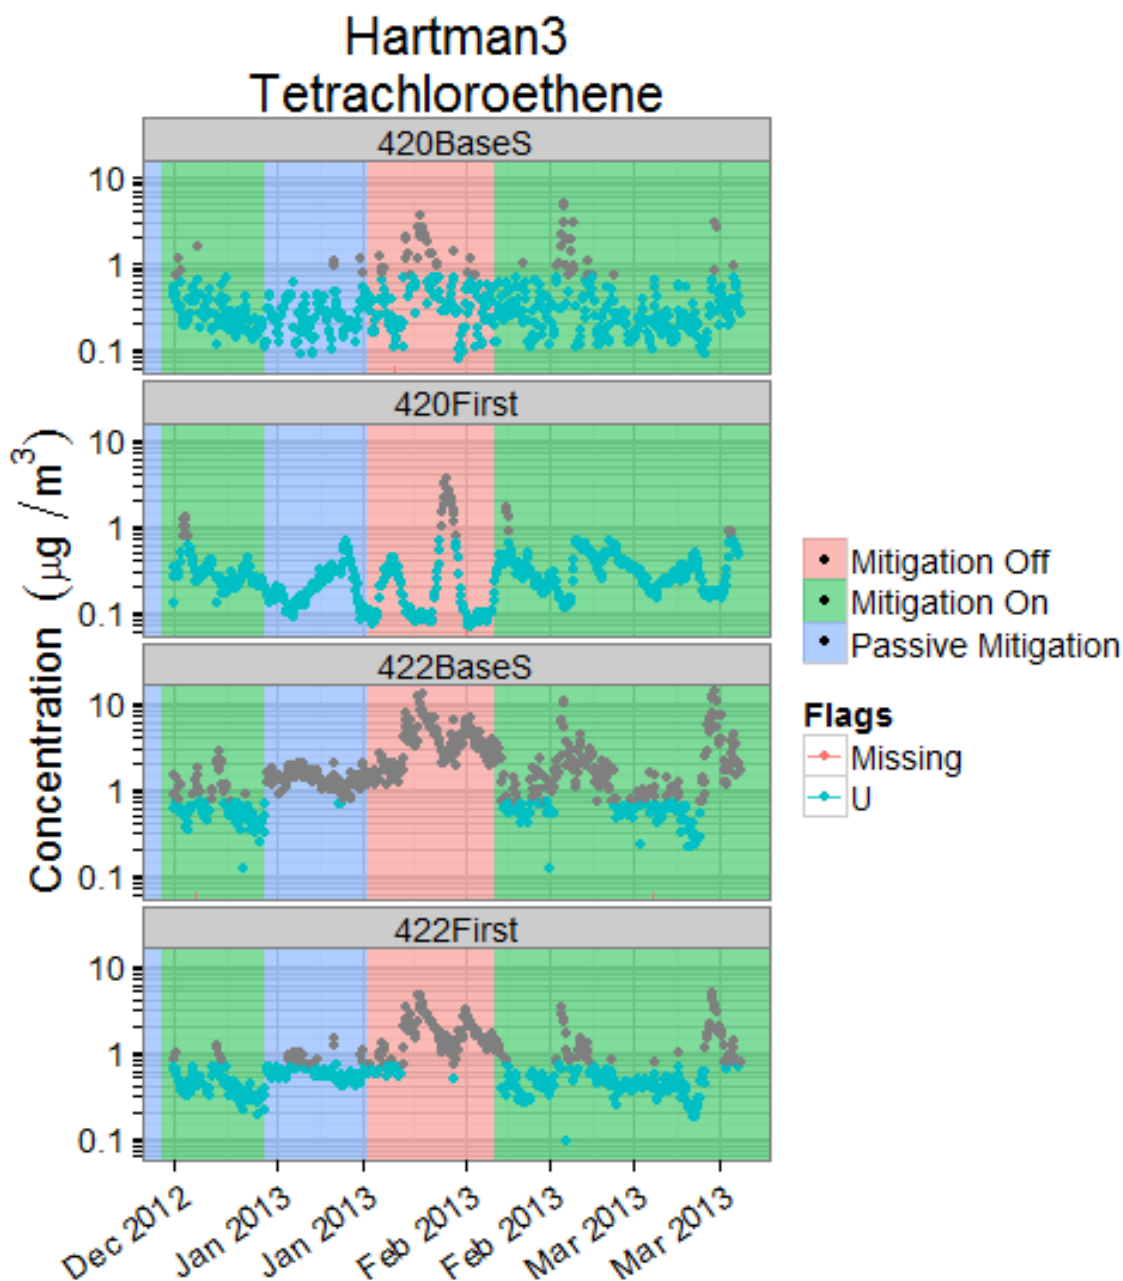 Hartman3
Tetrachloroethene
420BaseS
10
1
0.1
420First
10
1
0.1
422BaseS
10
1
0.1
422First
10
1
0.1
Concentration (μg / m³)
Dec 2012
Jan 2013
Jan 2013
Feb 2013
Feb 2013
Mar 2013
Mar 2013
Mitigation Off
Mitigation On
Passive Mitigation
Flags
Missing
U